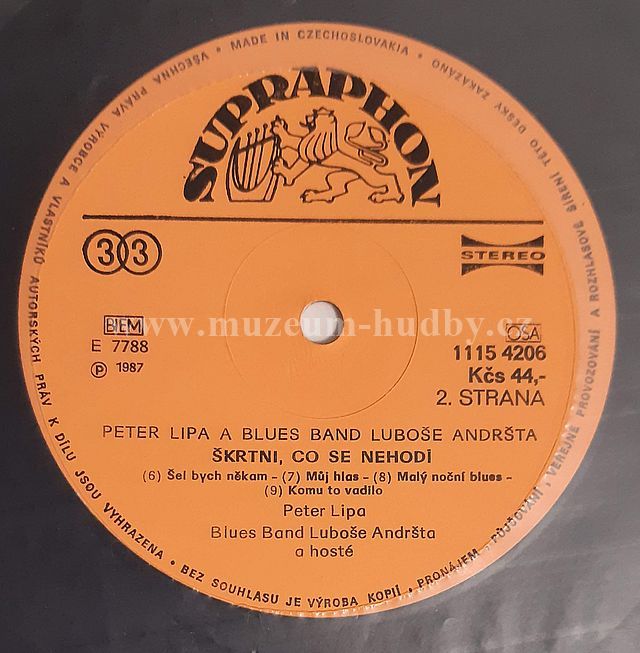 VŠECHNA PRÁVA VÝROBCE A VLASTNÍKŮ AUTORSKÝCH PRÁV K DÍLU JSOU VYHRAZENA • BEZ SOUHLASU JE VÝROBA KOPIÍ • PRONÁJEM • PŮJČOVÁNÍ • VEŘEJNÉ PROVOZOVÁNÍ A ROZHLASOVÉ ŠÍŘENÍ TÉTO DESKY ZAKÁZÁNO • MADE IN CZECHOSLOVAKIA •
SUPRAPHON
33
STEREO
www.muzeum-hudby.cz
BIEM
OSA
E 7788
1115 4206
Ⓟ 1987
Kčs 44,-
2. STRANA
PETER LIPA A BLUES BAND LUBOŠE ANDRŠTA
ŠKRTNI, CO SE NEHODÍ
(6) Šel bych někam – (7) Můj hlas – (8) Malý noční blues –
(9) Komu to vadilo
Peter Lipa
Blues Band Luboše Andršta
a hosté